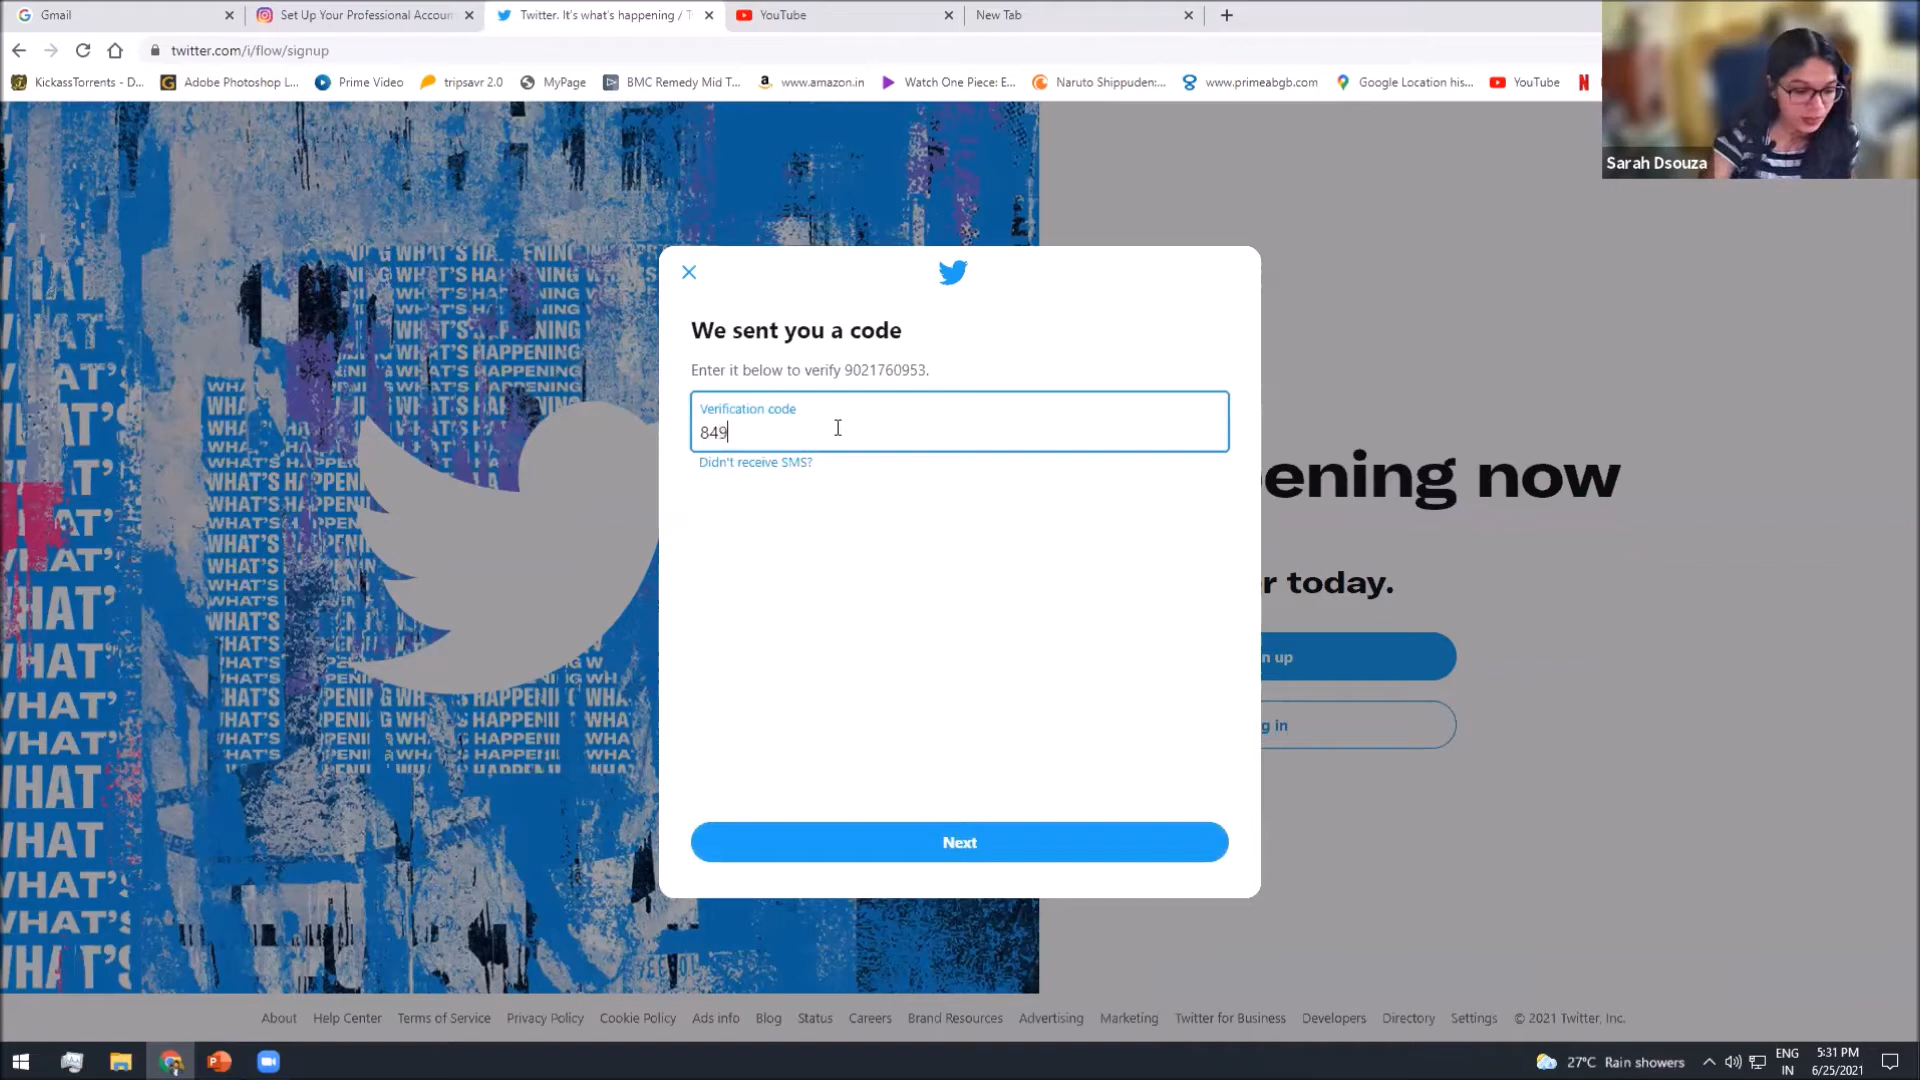 Gmail
Set Up Your Professional Accoun
Twitter. It's what's happening / T
YouTube
New Tab
twitter.com/i/flow/signup
KickassTorrents - D...
Adobe Photoshop L...
Prime Video
tripsavr 2.0
MyPage
BMC Remedy Mid T...
www.amazon.in
Watch One Piece: E...
Naruto Shippuden:...
www.primeabgb.com
Google Location his...
YouTube
Sarah Dsouza
We sent you a code
Enter it below to verify 9021760953.
Verification code
849
Didn't receive SMS?
Next
ening now
r today.
n up
g in
About
Help Center
Terms of Service
Privacy Policy
Cookie Policy
Ads info
Blog
Status
Careers
Brand Resources
Advertising
Marketing
Twitter for Business
Developers
Directory
Settings
© 2021 Twitter, Inc.
27°C Rain showers
ENG
IN
5:31 PM
6/25/2021